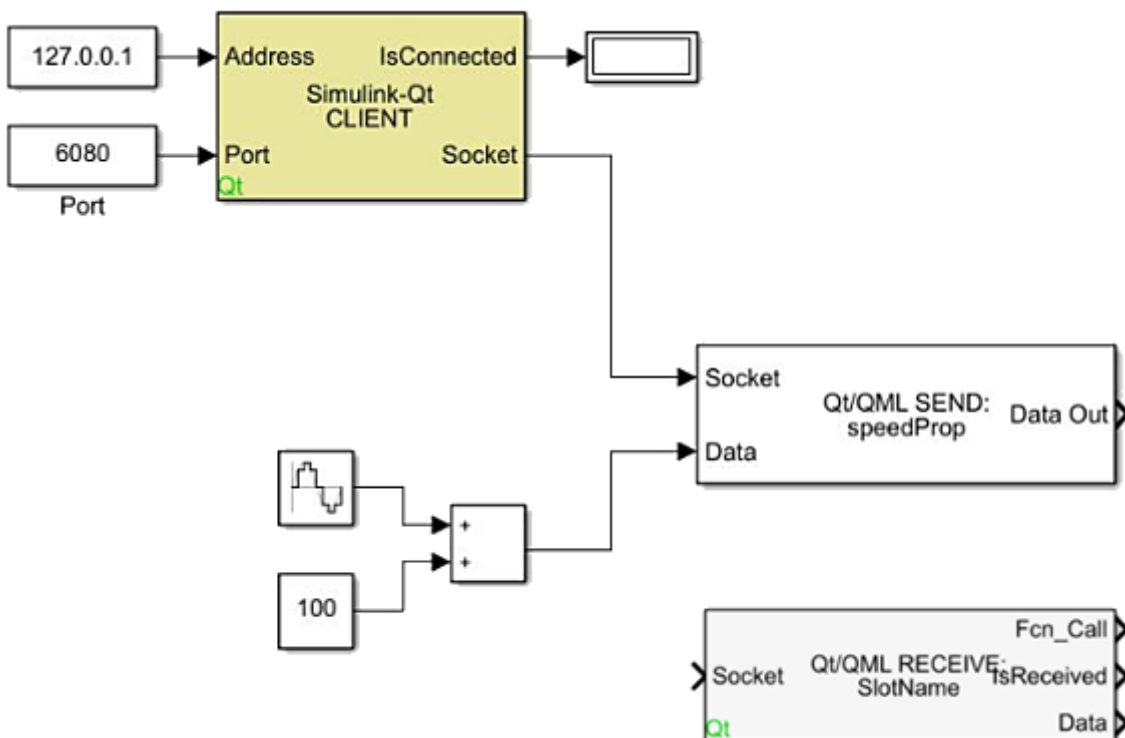 127.0.0.1
Address
IsConnected
Simulink-Qt
CLIENT
6080
Port
Socket
Qt
Port
Socket
Qt/QML SEND:
speedProp
Data Out
Data
+
+
100
Fcn_Call
Socket
Qt/QML RECEIVE:
SlotName
IsReceived
Qt
Data